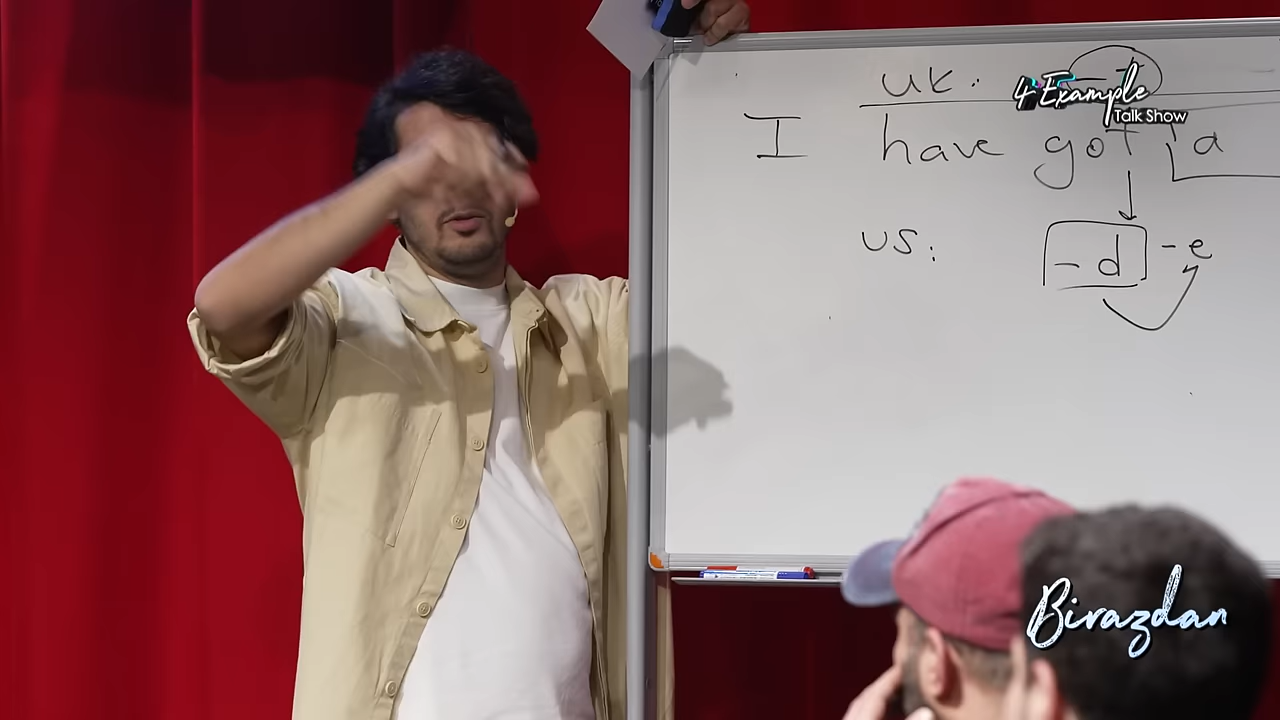 UK: -T
4 Example
Talk Show
I have got a
US: -d -e
Birazdan